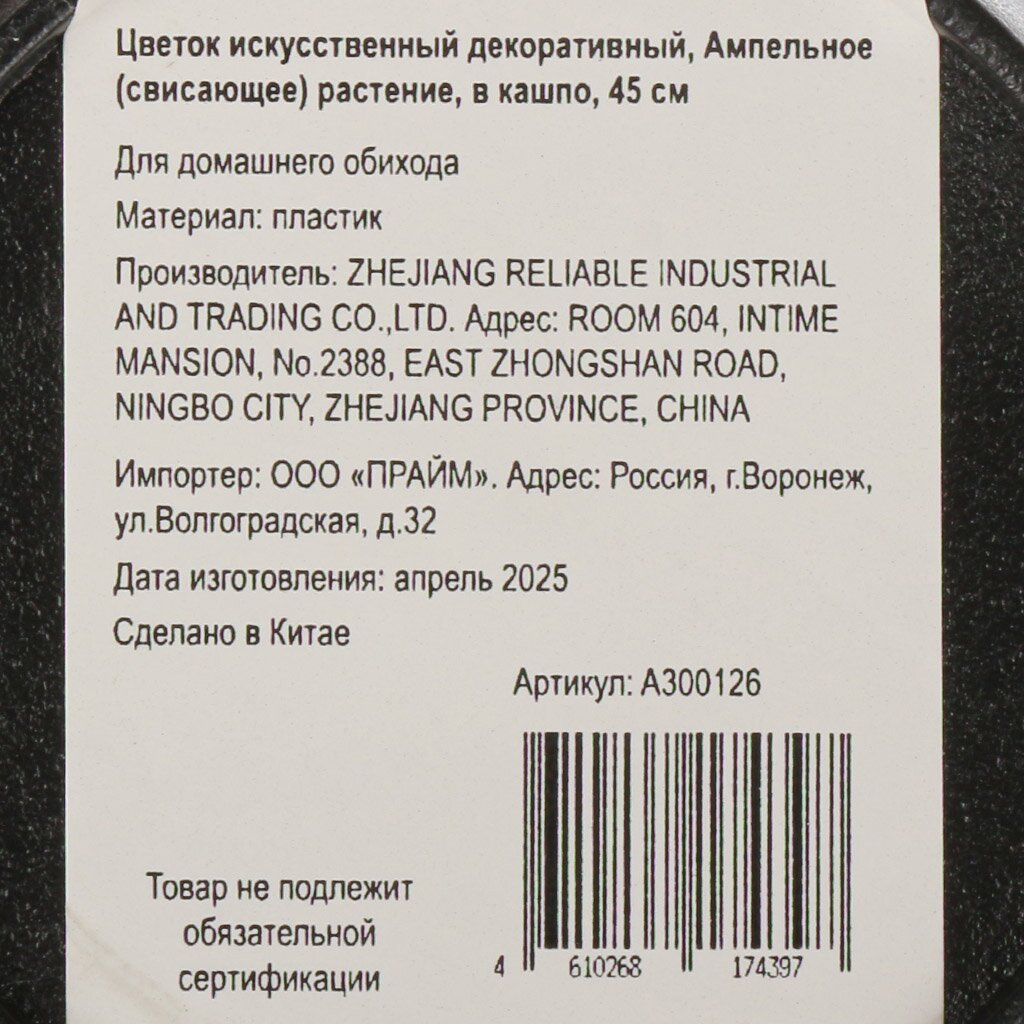 Цветок искусственный декоративный, Ампельное
(свисающее) растение, в кашпо, 45 см
Для домашнего обихода
Материал: пластик
Производитель: ZHEJIANG RELIABLE INDUSTRIAL
AND TRADING CO.,LTD. Адрес: ROOM 604, INTIME
MANSION, No.2388, EAST ZHONGSHAN ROAD,
NINGBO CITY, ZHEJIANG PROVINCE, CHINA
Импортер: ООО «ПРАЙМ». Адрес: Россия, г.Воронеж,
ул.Волгоградская, д.32
Дата изготовления: апрель 2025
Сделано в Китае
Артикул: А300126
Товар не подлежит
обязательной
сертификации
4 610268 174397